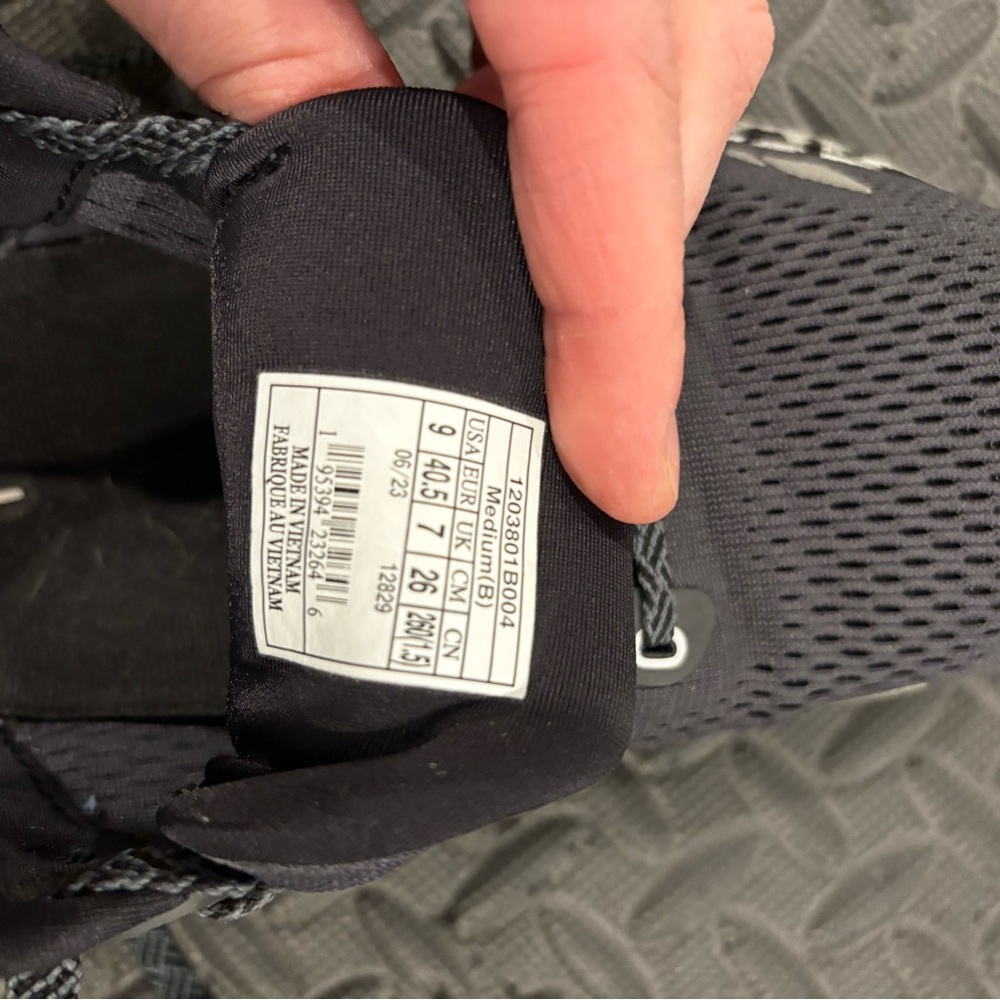 1203801B004
Medium(B)
USA EUR UK CM CN
9 40.5 7 26 260(1.5)
06/23 12829
1 95394 23264 6
MADE IN VIETNAM
FABRIQUE AU VIETNAM